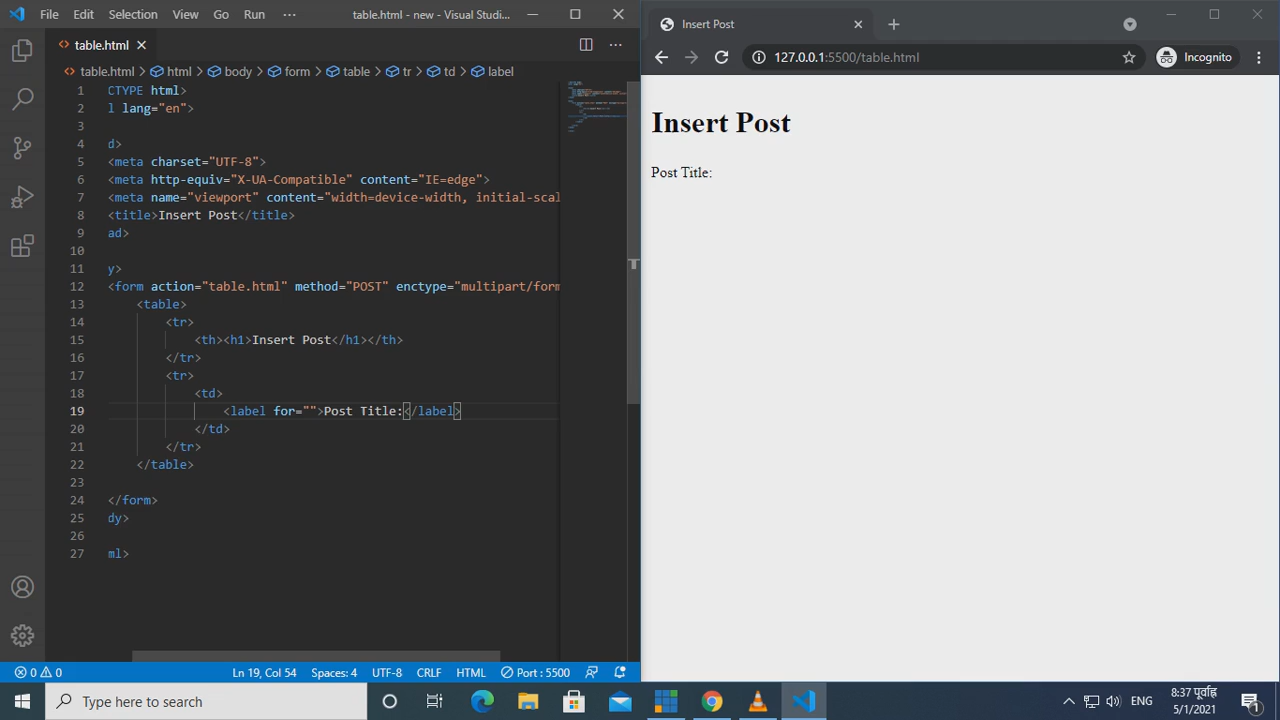 File Edit Selection View Go Run ··· table.html - new - Visual Studi...
table.html
table.html > html > body > form > table > tr > td > label
1 CTYPE html>
2 l lang="en">
3
4 d>
5 <meta charset="UTF-8">
6 <meta http-equiv="X-UA-Compatible" content="IE=edge">
7 <meta name="viewport" content="width=device-width, initial-scal
8 <title>Insert Post</title>
9 ad>
10
11 y>
12 <form action="table.html" method="POST" enctype="multipart/form
13 <table>
14 <tr>
15 <th><h1>Insert Post</h1></th>
16 </tr>
17 <tr>
18 <td>
19 <label for="">Post Title:</label>
20 </td>
21 </tr>
22 </table>
23
24 </form>
25 dy>
26
27 ml>
0 0 Ln 19, Col 54 Spaces: 4 UTF-8 CRLF HTML Port : 5500
Insert Post
127.0.0.1:5500/table.html Incognito
Insert Post
Post Title:
Type here to search
ENG 8:37 पूर्वाह्न
5/1/2021 1